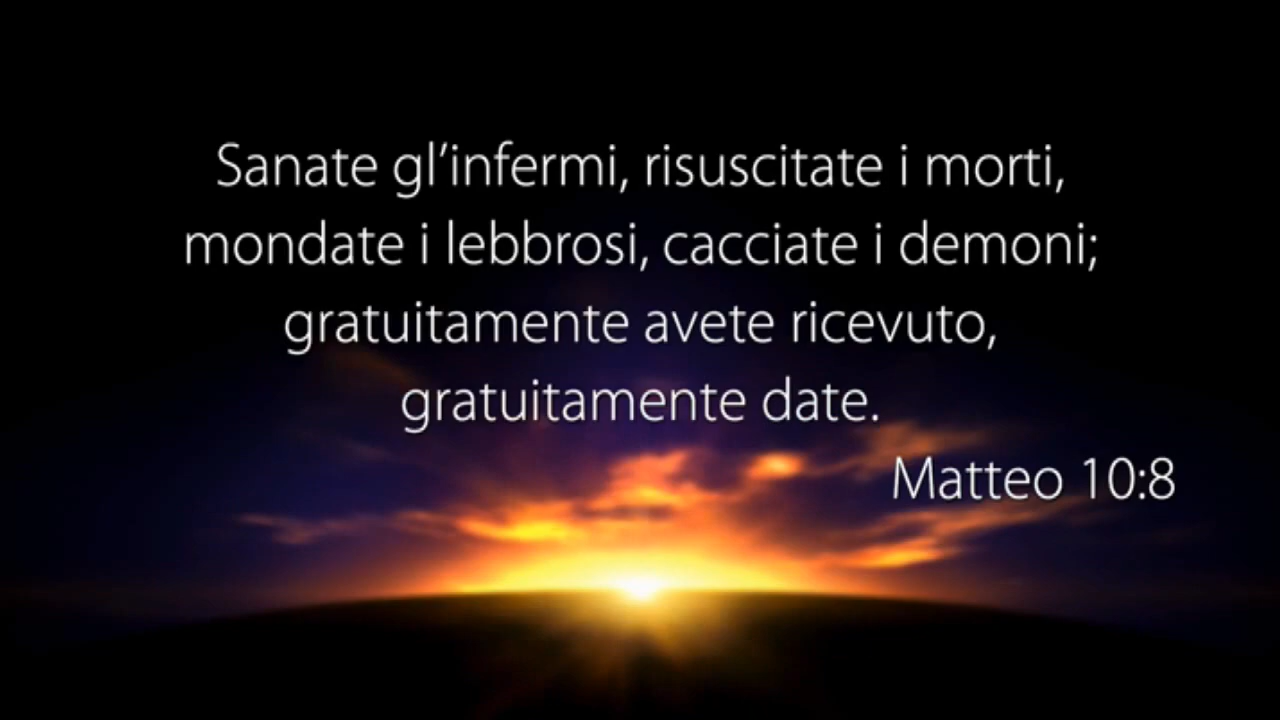 Sanate gl’infermi, risuscitate i morti,
mondate i lebbrosi, cacciate i demoni;
gratuitamente avete ricevuto,
gratuitamente date.
Matteo 10:8